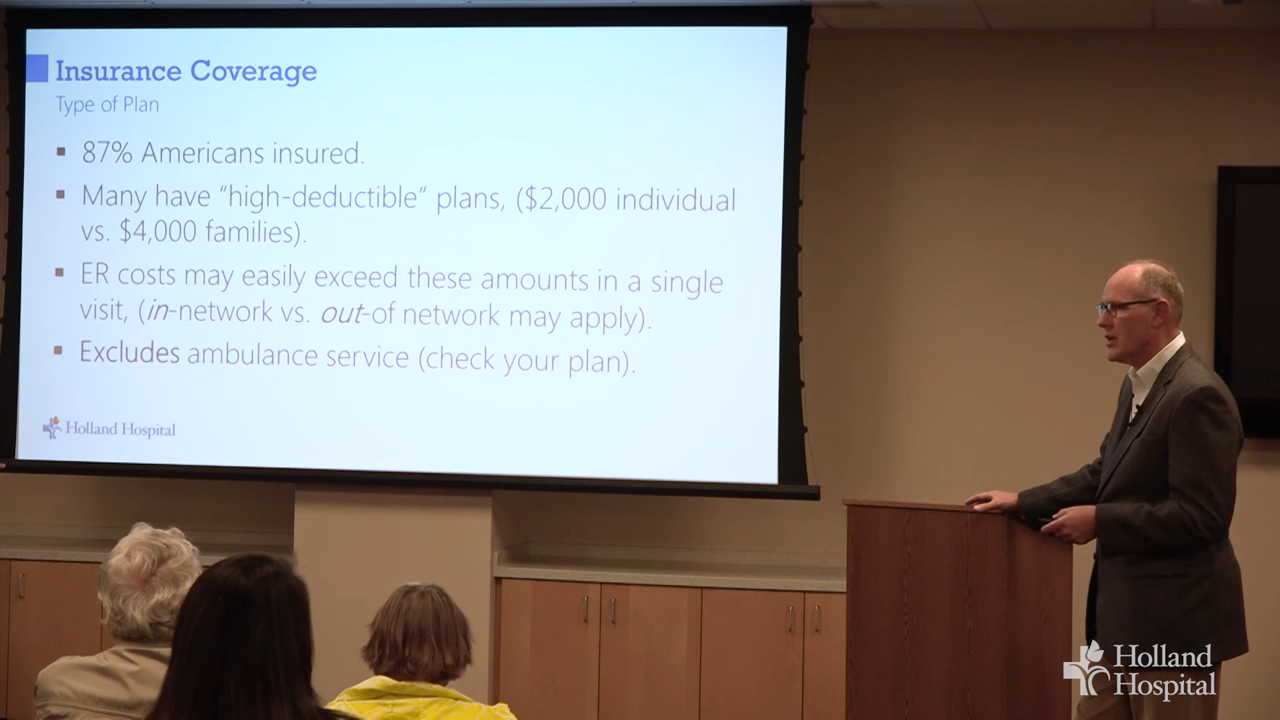 Insurance Coverage
Type of Plan
▪ 87% Americans insured.
▪ Many have “high-deductible” plans, ($2,000 individual
vs. $4,000 families).
▪ ER costs may easily exceed these amounts in a single
visit, (in-network vs. out-of network may apply).
▪ Excludes ambulance service (check your plan).
Holland Hospital
Holland
Hospital